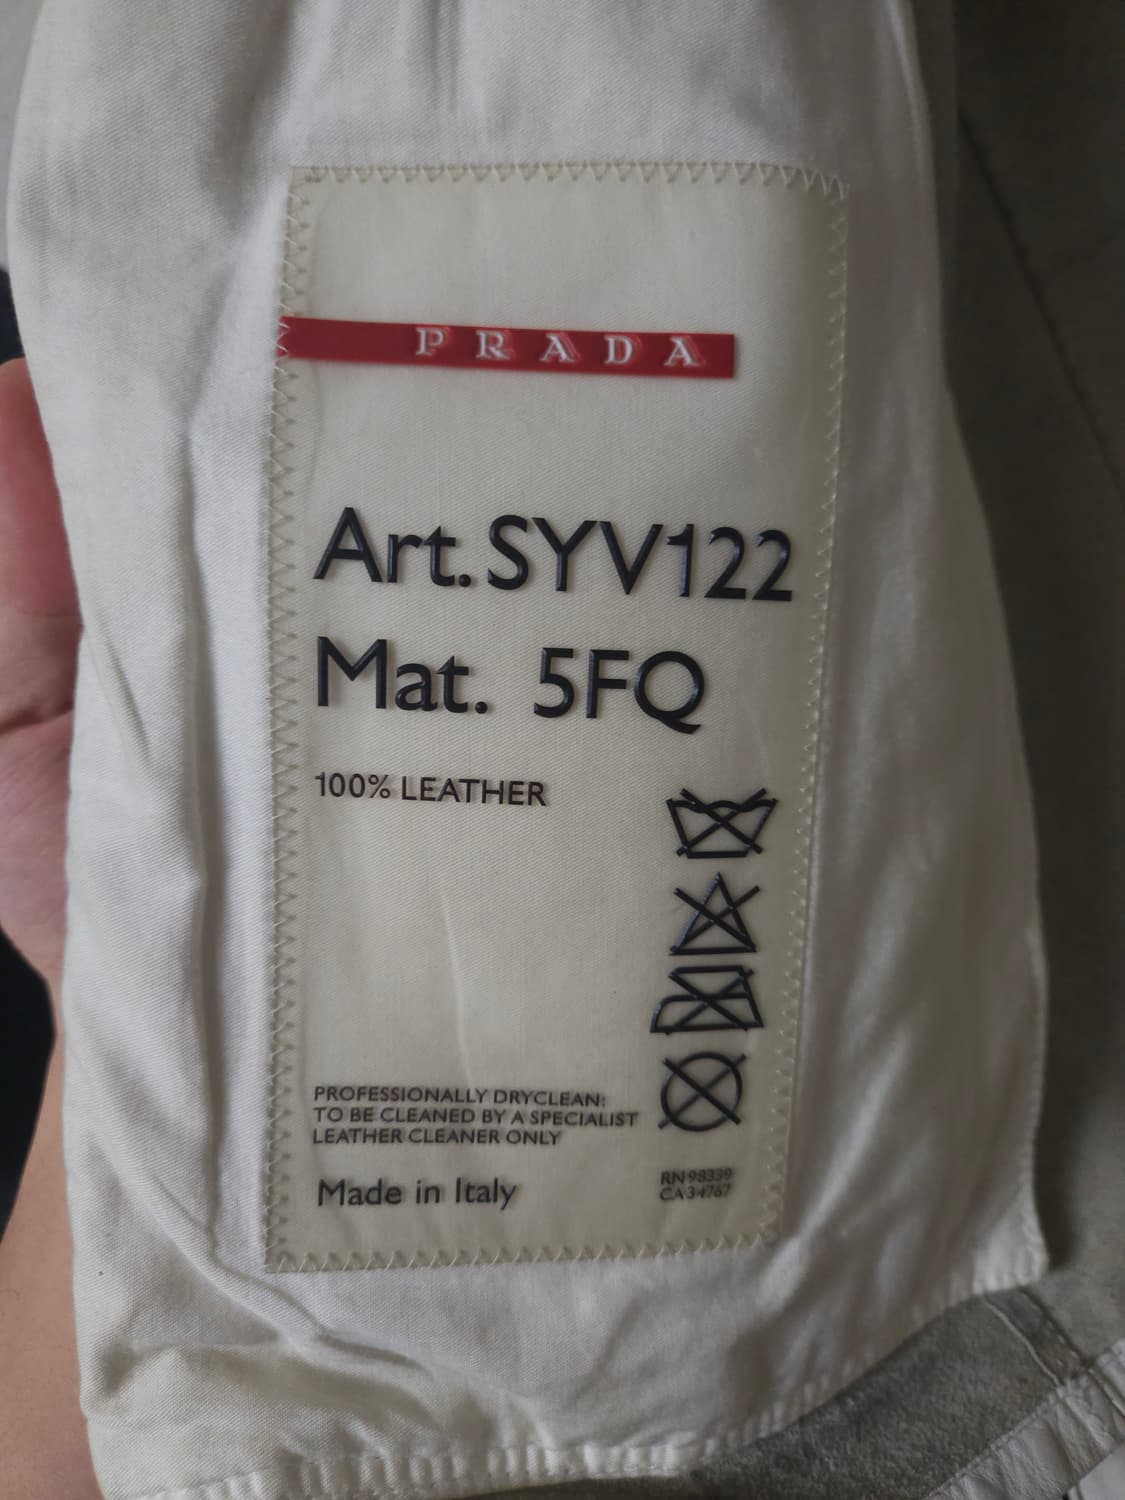 PRADA
Art. SYV122
Mat. 5FQ
100% LEATHER
PROFESSIONALLY DRYCLEAN:
TO BE CLEANED BY A SPECIALIST
LEATHER CLEANER ONLY
Made in Italy
RN 98339
CA 34767